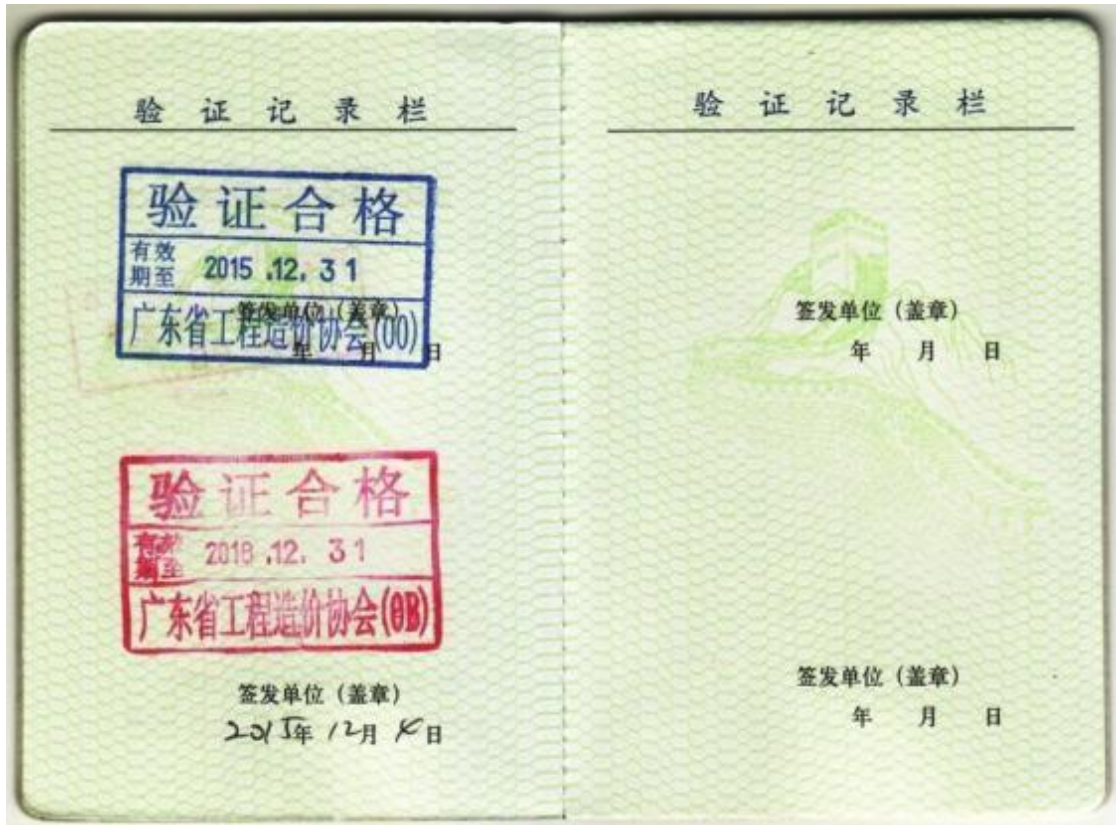 验证记录栏
验证合格
有效
期至 2015.12.31
签发单位（盖章）
广东省工程造价协会(00)
年 月 日
验证合格
有效
期至 2018.12.31
广东省工程造价协会(0B)
签发单位（盖章）
2015年12月4日
验证记录栏
签发单位（盖章）
年 月 日
签发单位（盖章）
年 月 日